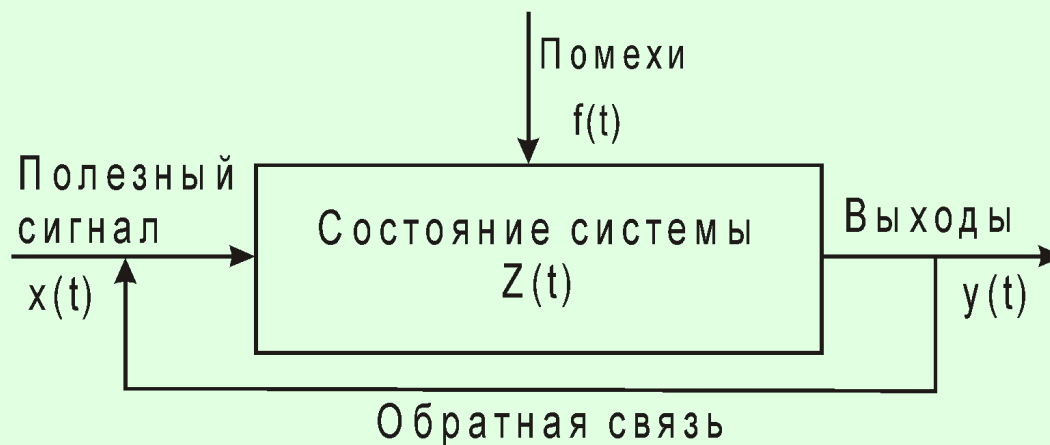 Помехи
f(t)
Полезный
сигнал
x(t)
Состояние системы
Z(t)
Выходы
y(t)
Обратная связь